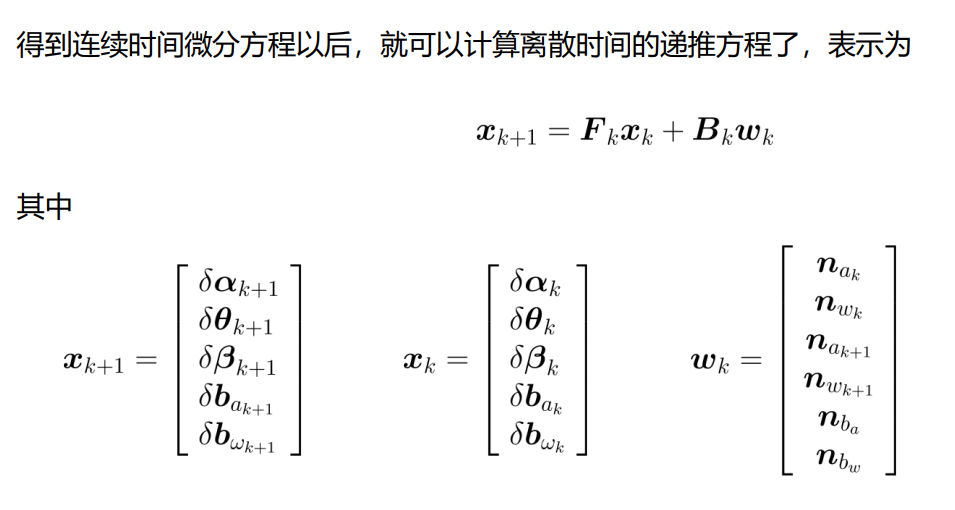 得到连续时间微分方程以后，就可以计算离散时间的递推方程了，表示为
$\boldsymbol{x}_{k+1} = \boldsymbol{F}_k \boldsymbol{x}_k + \boldsymbol{B}_k \boldsymbol{w}_k$
其中
$\boldsymbol{x}_{k+1} = \begin{bmatrix} \delta\boldsymbol{\alpha}_{k+1} \\ \delta\boldsymbol{\theta}_{k+1} \\ \delta\boldsymbol{\beta}_{k+1} \\ \delta\boldsymbol{b}_{a_{k+1}} \\ \delta\boldsymbol{b}_{\omega_{k+1}} \end{bmatrix} \quad \boldsymbol{x}_k = \begin{bmatrix} \delta\boldsymbol{\alpha}_k \\ \delta\boldsymbol{\theta}_k \\ \delta\boldsymbol{\beta}_k \\ \delta\boldsymbol{b}_{a_k} \\ \delta\boldsymbol{b}_{\omega_k} \end{bmatrix} \quad \boldsymbol{w}_k = \begin{bmatrix} \boldsymbol{n}_{a_k} \\ \boldsymbol{n}_{w_k} \\ \boldsymbol{n}_{a_{k+1}} \\ \boldsymbol{n}_{w_{k+1}} \\ \boldsymbol{n}_{b_a} \\ \boldsymbol{n}_{b_w} \end{bmatrix}$